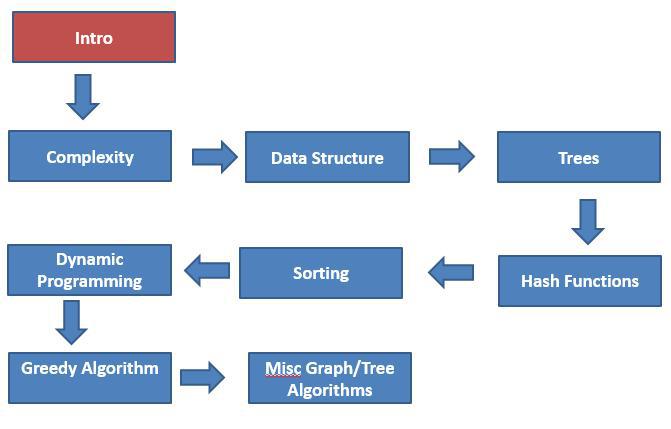 Intro
Complexity
Data Structure
Trees
Hash Functions
Sorting
Dynamic
Programming
Greedy Algorithm
Misc Graph/Tree
Algorithms